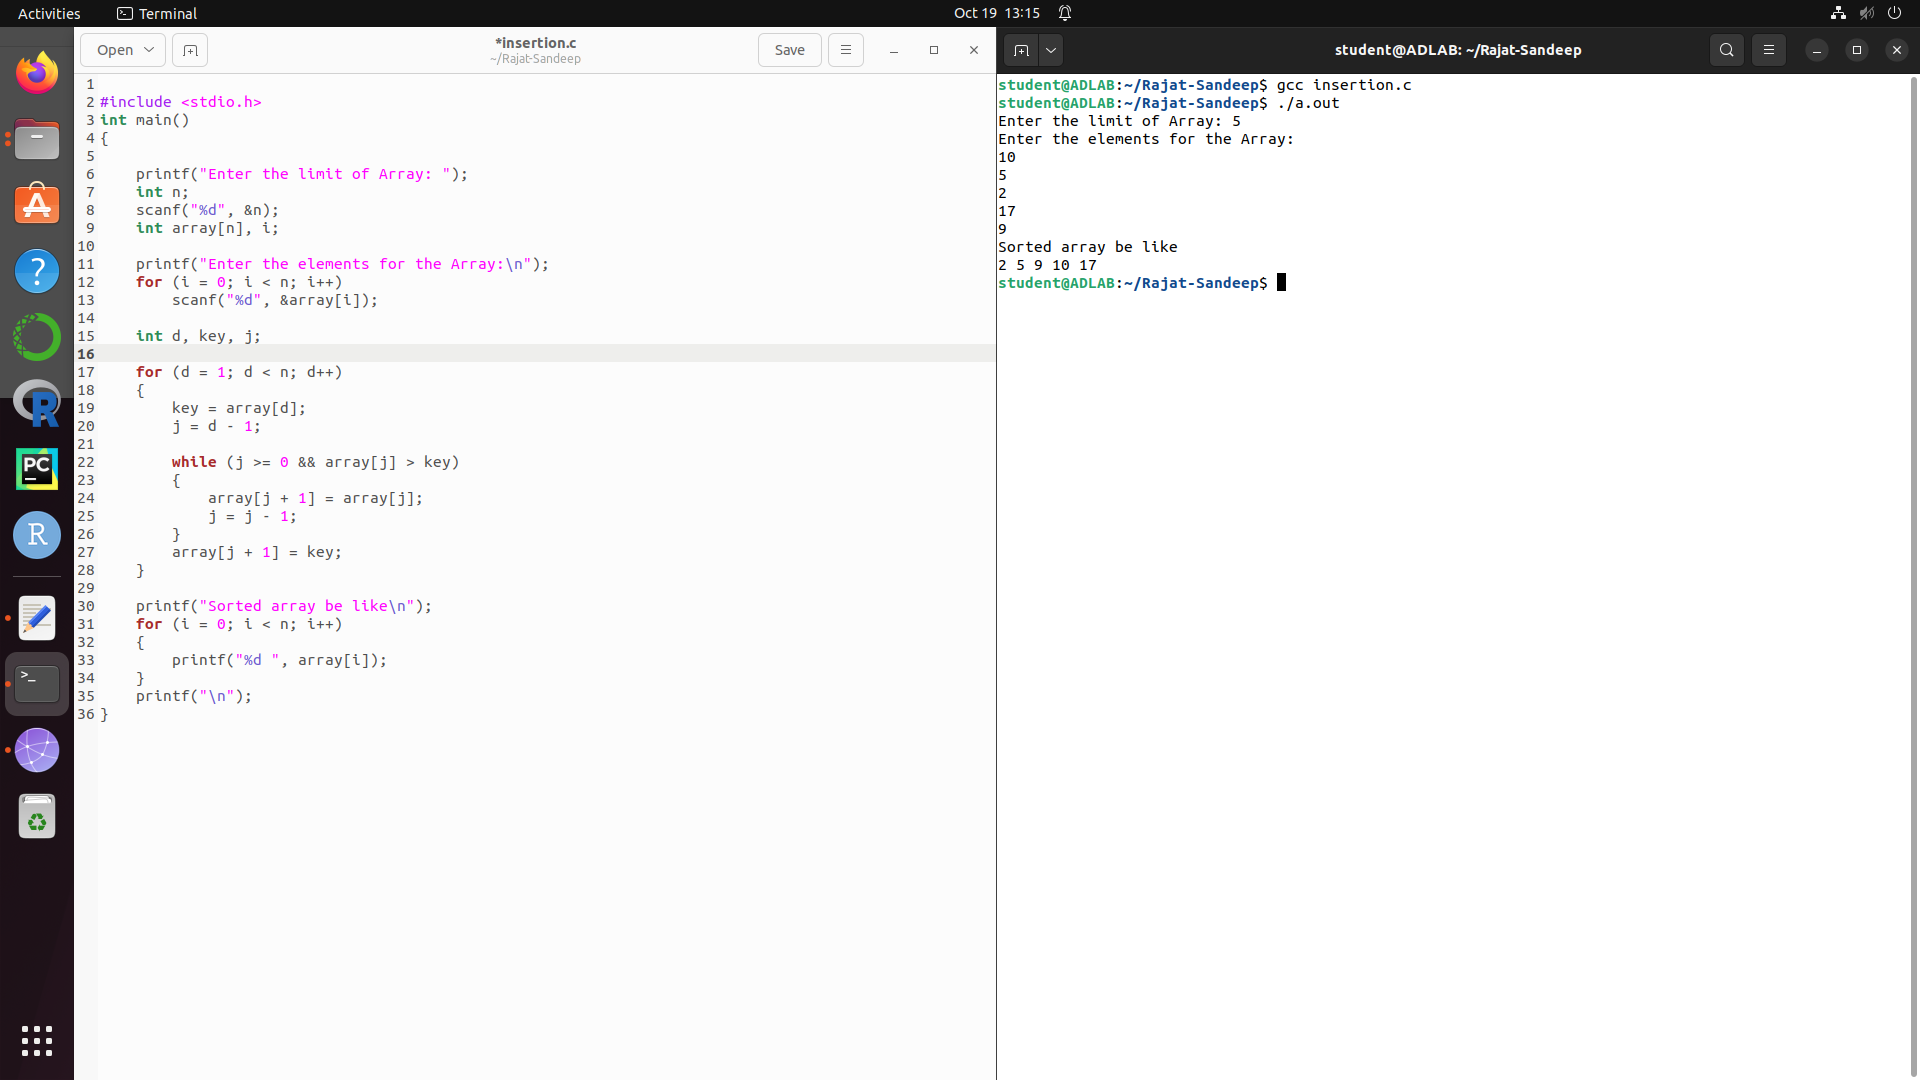 Activities
Terminal
Oct 19 13:15
Open
*insertion.c
~/Rajat-Sandeep
Save
1
2 #include <stdio.h>
3 int main()
4 {
5
6     printf("Enter the limit of Array: ");
7     int n;
8     scanf("%d", &n);
9     int array[n], i;
10
11     printf("Enter the elements for the Array:\n");
12     for (i = 0; i < n; i++)
13         scanf("%d", &array[i]);
14
15     int d, key, j;
16
17     for (d = 1; d < n; d++)
18     {
19         key = array[d];
20         j = d - 1;
21
22         while (j >= 0 && array[j] > key)
23         {
24             array[j + 1] = array[j];
25             j = j - 1;
26         }
27         array[j + 1] = key;
28     }
29
30     printf("Sorted array be like\n");
31     for (i = 0; i < n; i++)
32     {
33         printf("%d ", array[i]);
34     }
35     printf("\n");
36 }
student@ADLAB: ~/Rajat-Sandeep
student@ADLAB:~/Rajat-Sandeep$ gcc insertion.c
student@ADLAB:~/Rajat-Sandeep$ ./a.out
Enter the limit of Array: 5
Enter the elements for the Array:
10
5
2
17
9
Sorted array be like
2 5 9 10 17
student@ADLAB:~/Rajat-Sandeep$
?
R
PC
R
>_